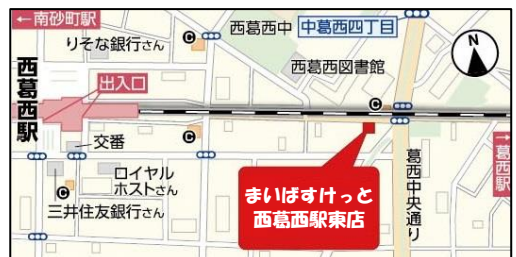 ←南砂町駅
りそな銀行さん
西葛西中
中葛西四丁目
N
西葛西図書館
西葛西駅
出入口
交番
ロイヤル
ホストさん
三井住友銀行さん
まいばすけっと
西葛西駅東店
葛西中央通り
→葛西駅